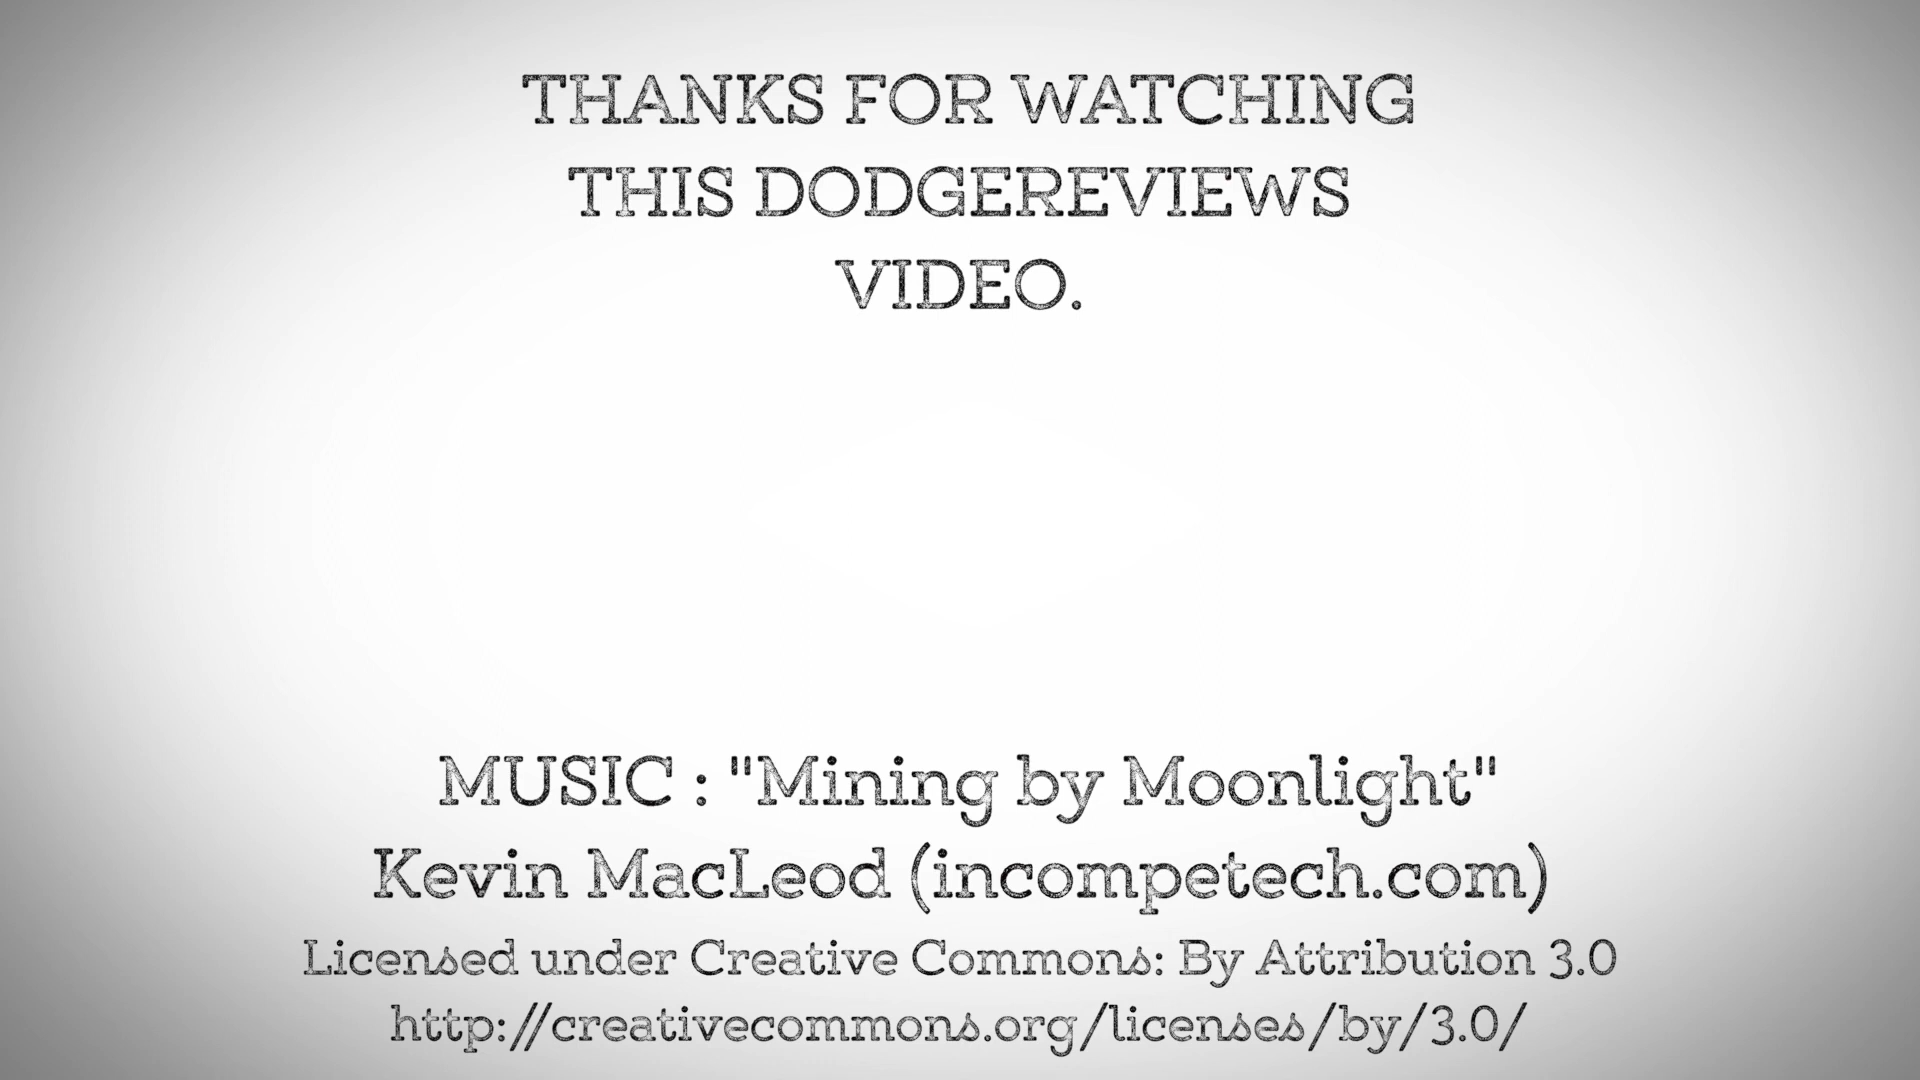 THANKS FOR WATCHING
THIS DODGEREVIEWS
VIDEO.
MUSIC : "Mining by Moonlight"
Kevin MacLeod (incompetech.com)
Licensed under Creative Commons: By Attribution 3.0
http://creativecommons.org/licenses/by/3.0/